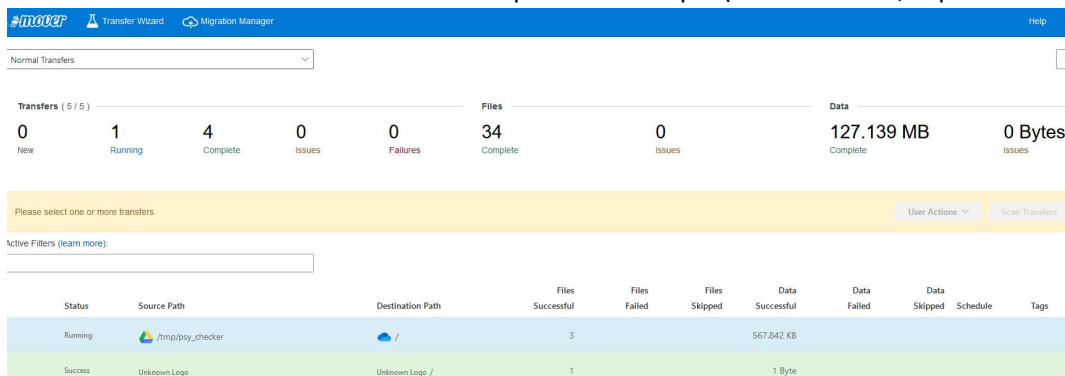 mover Transfer Wizard Migration Manager Help
Normal Transfers
Transfers ( 5 / 5 ) Files Data
0 1 4 0 0 34 0 127.139 MB 0 Bytes
New Running Complete Issues Failures Complete Issues Complete Issues
Please select one or more transfers User Actions Scan Transfers
Active Filters (learn more):
Files Files Files Data Data Data
Status Source Path Destination Path Successful Failed Skipped Successful Failed Skipped Schedule Tags
Running /tmp/psy_checker / 3 567.842 KB
Success Unknown Logo Unknown Logo / 1 1 Byte